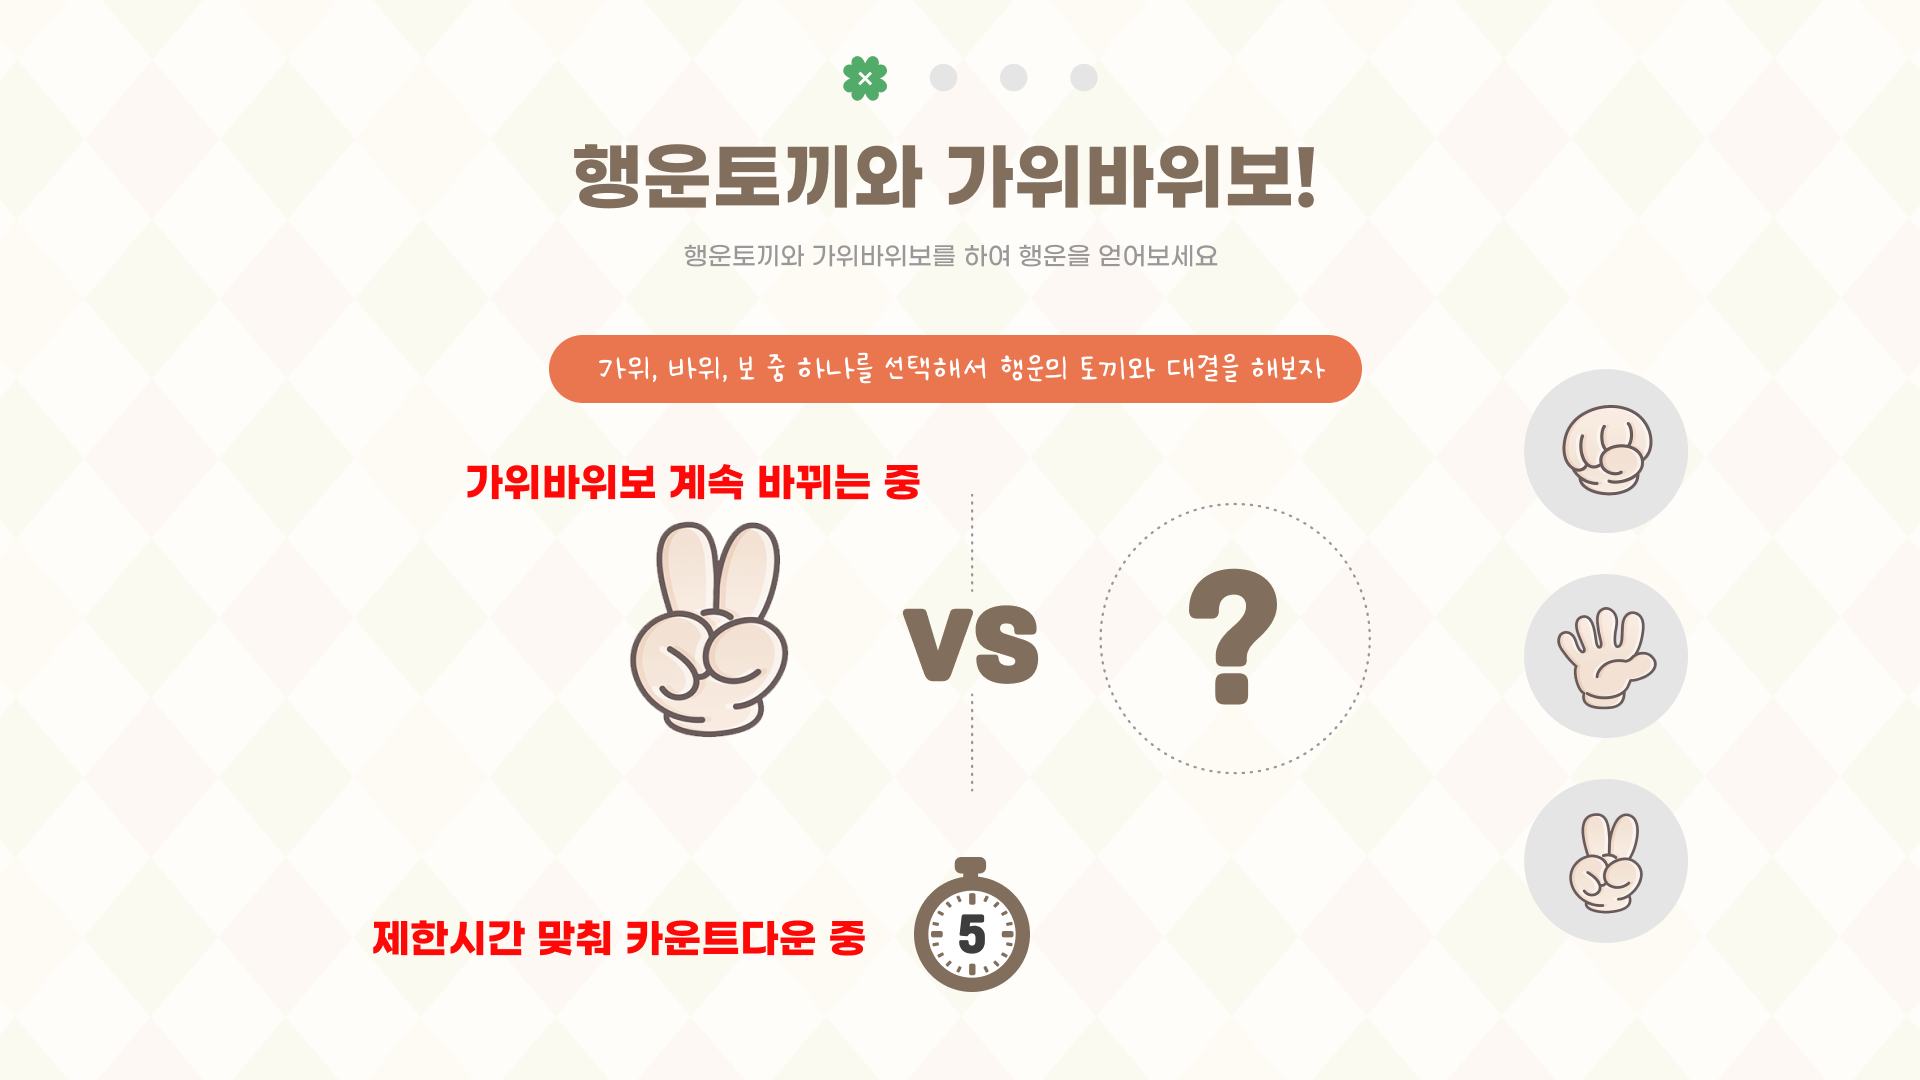 행운토끼와 가위바위보!
행운토끼와 가위바위보를 하여 행운을 얻어보세요
가위, 바위, 보 중 하나를 선택해서 행운의 토끼와 대결을 해보자
가위바위보 계속 바뀌는 중
VS
?
제한시간 맞춰 카운트다운 중
5